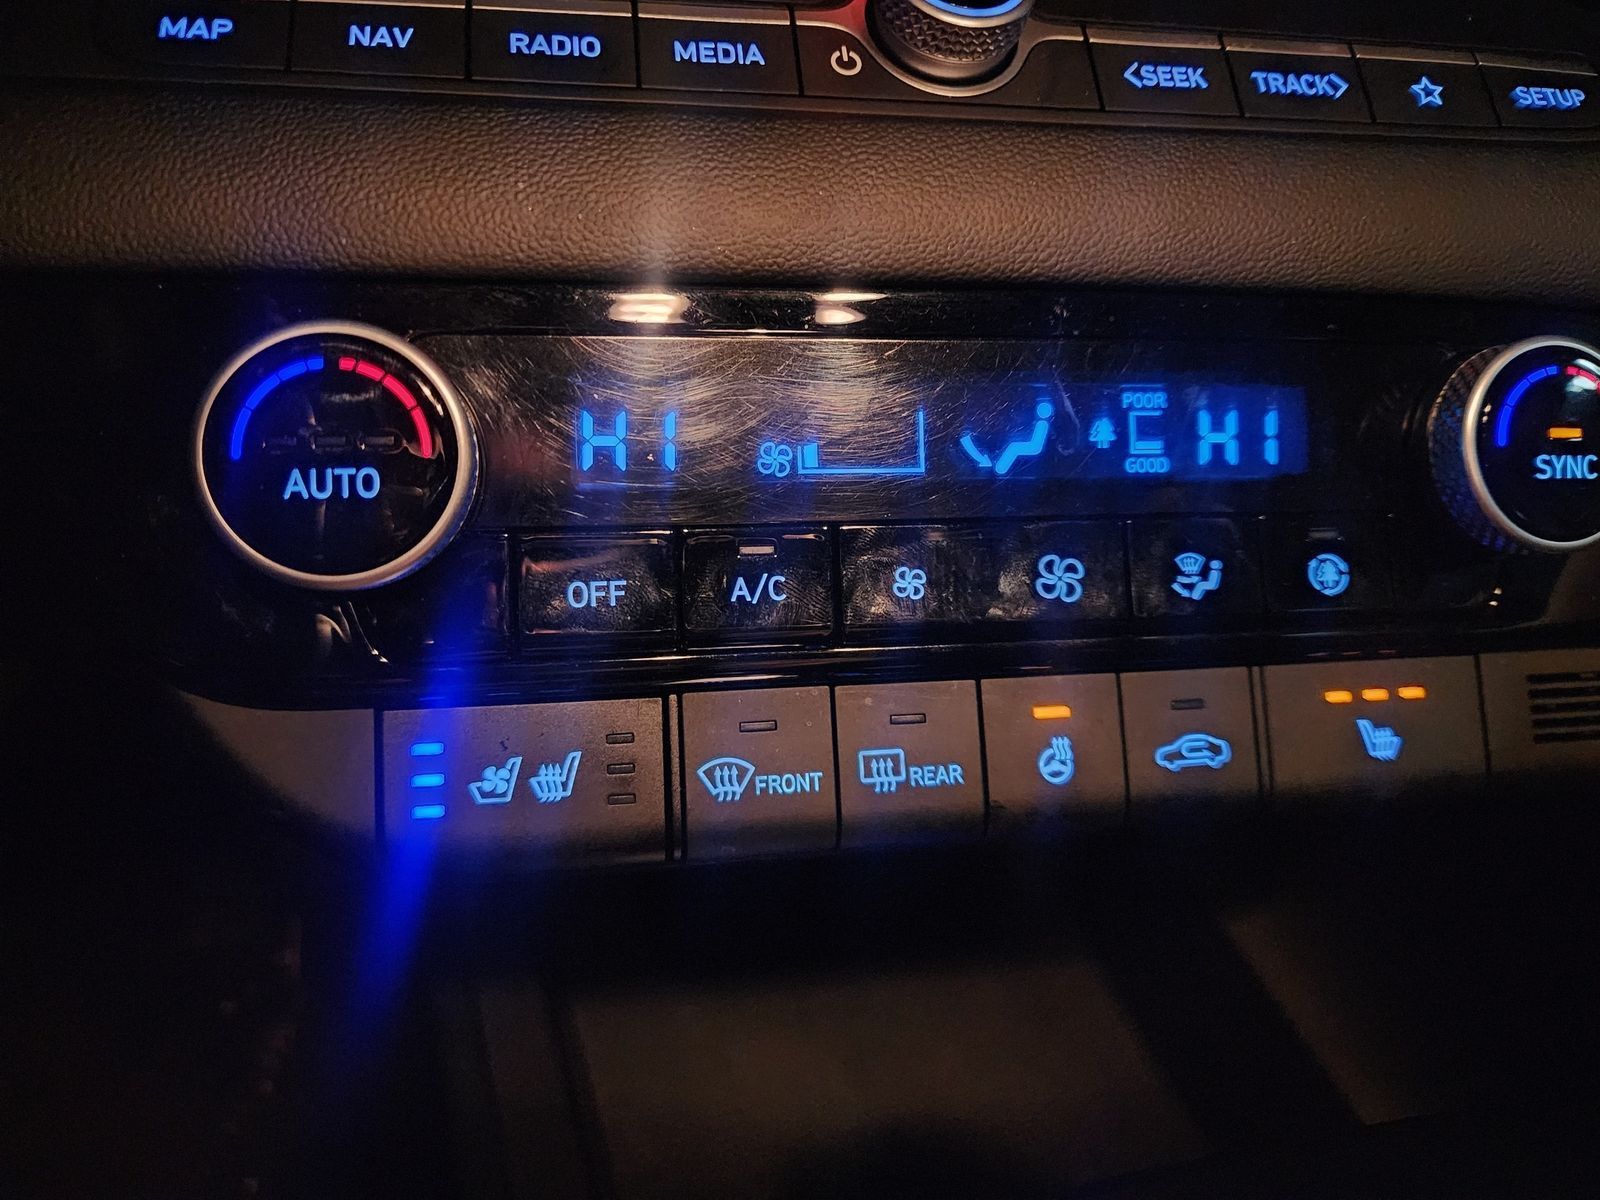 MAP NAV RADIO MEDIA <SEEK TRACK> SETUP
AUTO HI POOR GOOD HI SYNC
OFF A/C
FRONT REAR